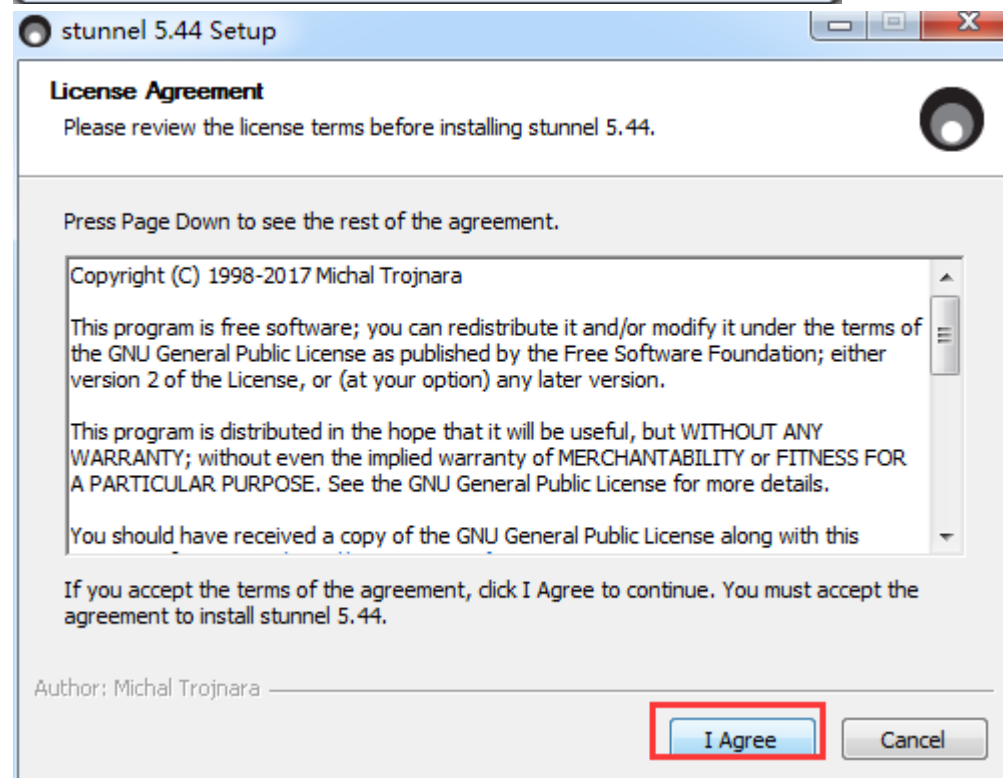 stunnel 5.44 Setup
License Agreement
Please review the license terms before installing stunnel 5.44.
Press Page Down to see the rest of the agreement.
Copyright (C) 1998-2017 Michal Trojnara
This program is free software; you can redistribute it and/or modify it under the terms of
the GNU General Public License as published by the Free Software Foundation; either
version 2 of the License, or (at your option) any later version.
This program is distributed in the hope that it will be useful, but WITHOUT ANY
WARRANTY; without even the implied warranty of MERCHANTABILITY or FITNESS FOR
A PARTICULAR PURPOSE. See the GNU General Public License for more details.
You should have received a copy of the GNU General Public License along with this
If you accept the terms of the agreement, click I Agree to continue. You must accept the
agreement to install stunnel 5.44.
Author: Michal Trojnara
I Agree
Cancel